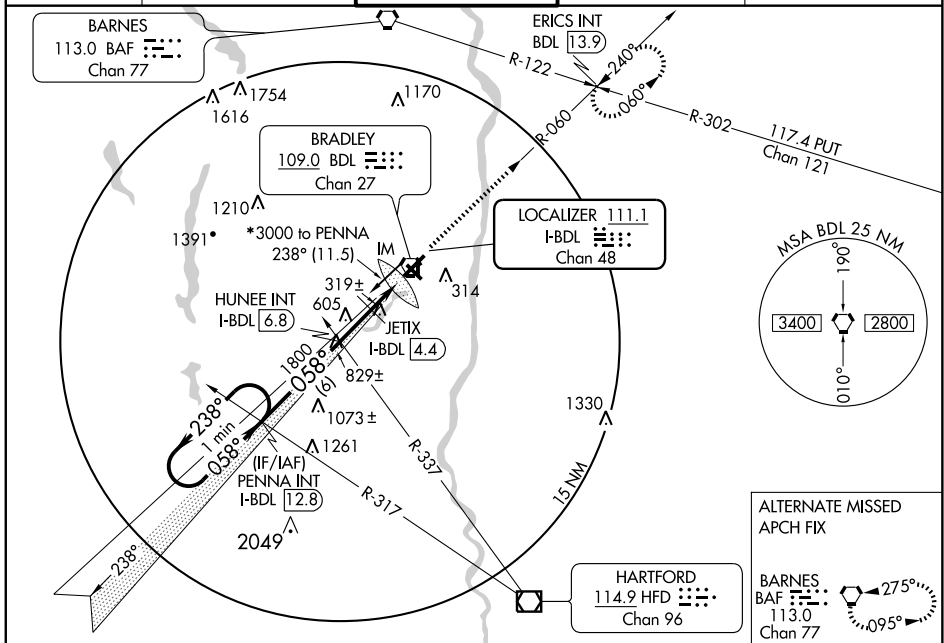 BARNES
113.0 BAF
Chan 77
ERICS INT
BDL 13.9
R-122
240°
060°
R-060
R-302
117.4 PUT
Chan 121
1754
1616
1170
BRADLEY
109.0 BDL
Chan 27
1210
1391
*3000 to PENNA
238° (11.5)
IM
LOCALIZER 111.1
I-BDL
Chan 48
MSA BDL 25 NM
190°
3400
2800
010°
319±
314
HUNEE INT
I-BDL 6.8
605
JETIX
I-BDL 4.4
1800
058°
(6)
829±
238°
1 min
058°
1073±
1261
1330
(IF/IAF)
PENNA INT
I-BDL 12.8
R-337
R-317
15 NM
2049
238°
HARTFORD
114.9 HFD
Chan 96
ALTERNATE MISSED
APCH FIX
BARNES
BAF
113.0
Chan 77
275°
095°